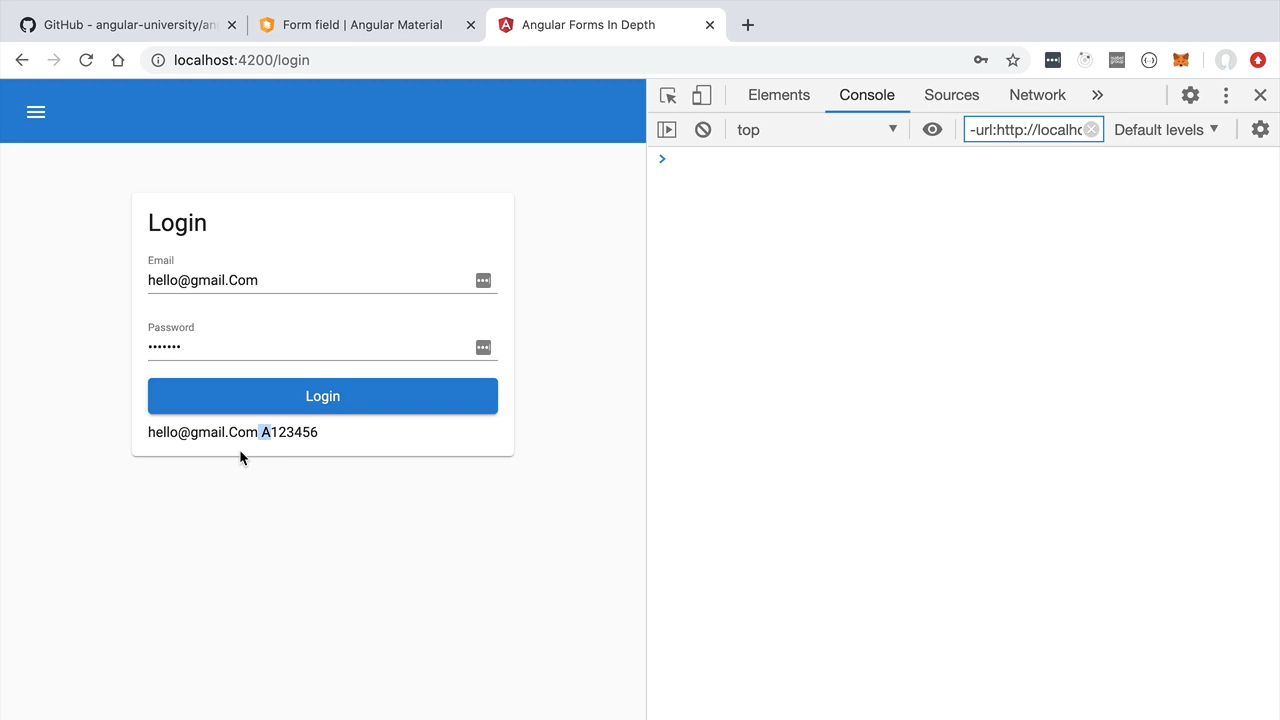 GitHub - angular-university/an
Form field | Angular Material
Angular Forms In Depth
localhost:4200/login
Elements
Console
Sources
Network
top
-url:http://localho
Default levels
Login
Email
hello@gmail.Com
Password
•••••••
Login
hello@gmail.Com A123456